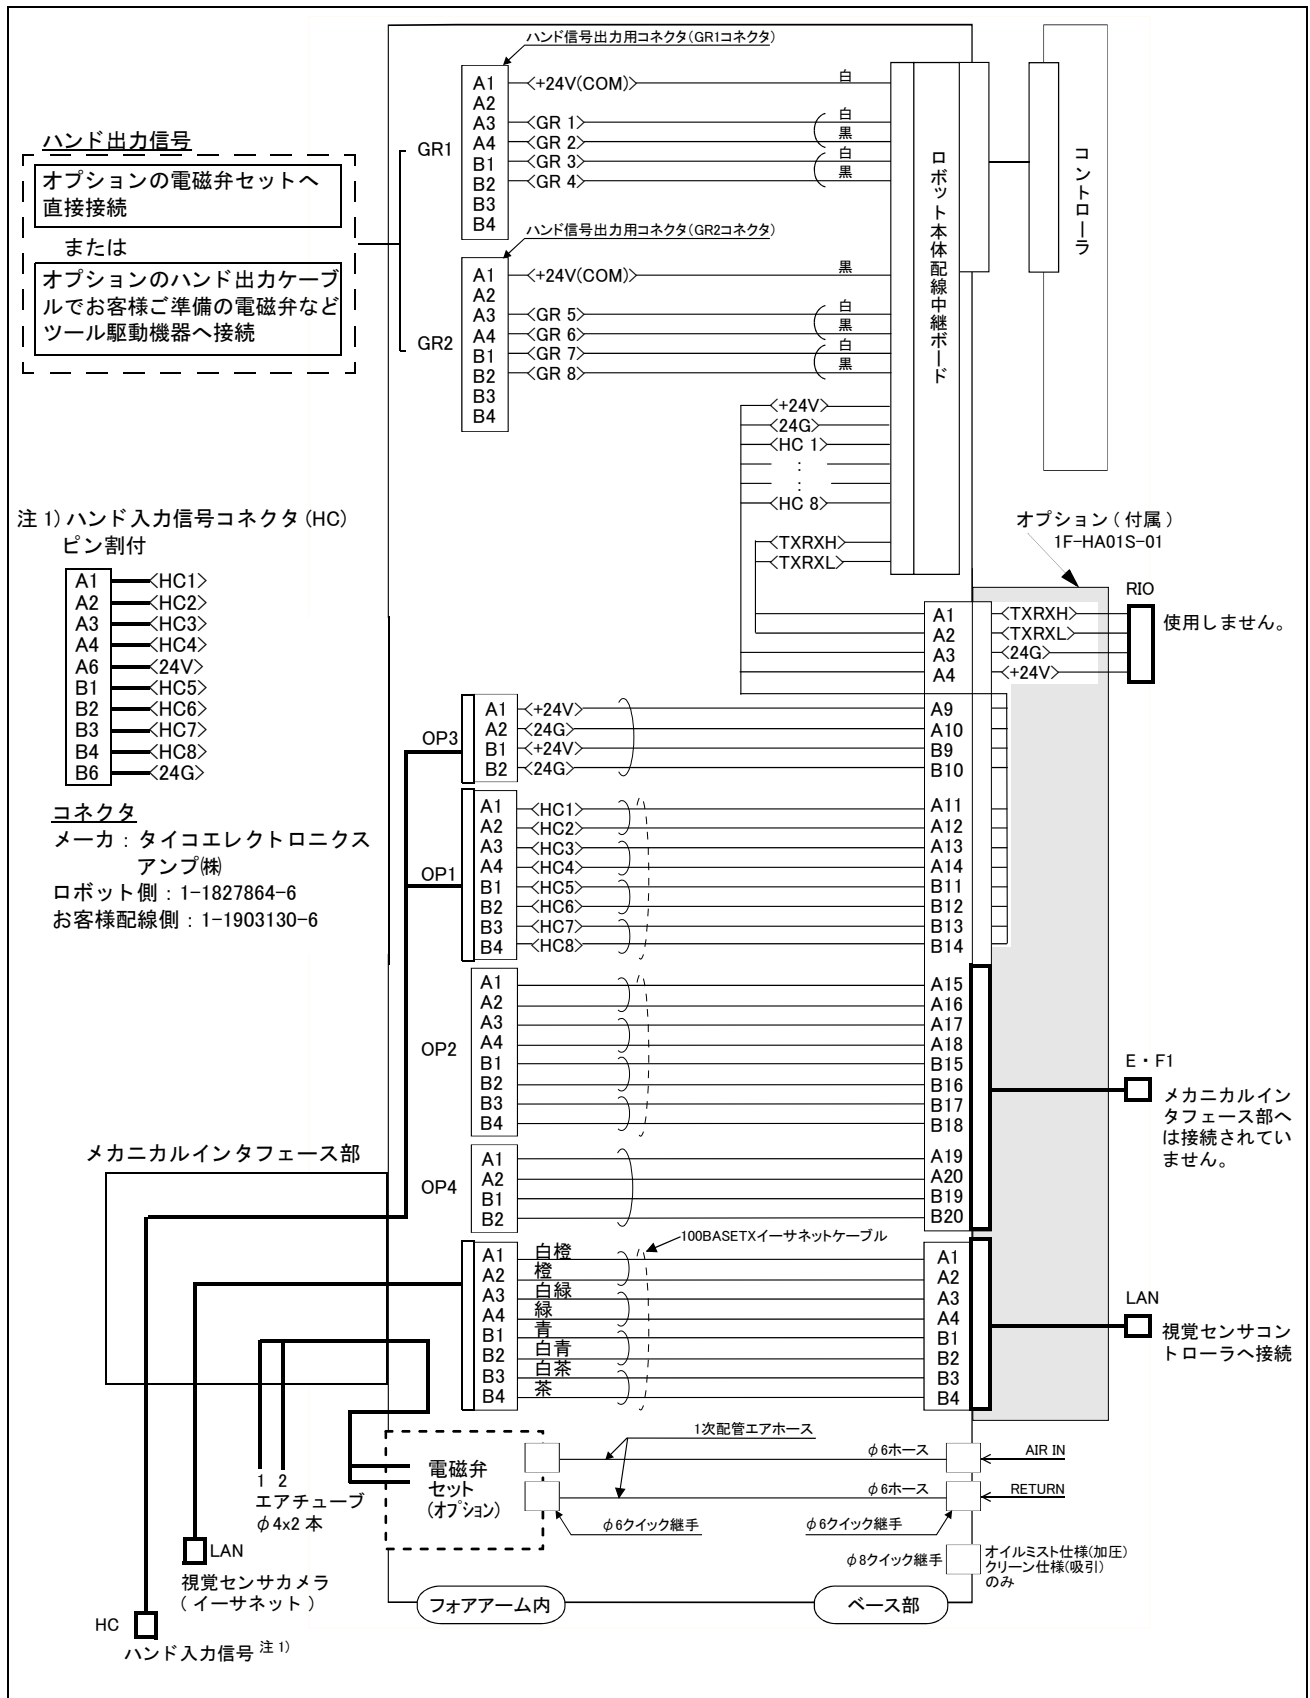 ハンド信号出力用コネクタ(GR1コネクタ)
A1 <+24V(COM)> 白
A2
A3 <GR 1> 白
A4 <GR 2> 黒
B1 <GR 3> 白
B2 <GR 4> 黒
B3
B4
GR1
ハンド出力信号
オプションの電磁弁セットへ
直接接続
または
オプションのハンド出力ケーブ
ルでお客様ご準備の電磁弁など
ツール駆動機器へ接続
ハンド信号出力用コネクタ(GR2コネクタ)
A1 <+24V(COM)> 黒
A2
A3 <GR 5> 白
A4 <GR 6> 黒
B1 <GR 7> 白
B2 <GR 8> 黒
B3
B4
GR2
ロボット本体配線中継ボード
コントローラ
<+24V>
<24G>
<HC 1>
:
:
<HC 8>
<TXRXH>
<TXRXL>
注 1) ハンド入力信号コネクタ (HC)
ピン割付
A1 <HC1>
A2 <HC2>
A3 <HC3>
A4 <HC4>
A6 <24V>
B1 <HC5>
B2 <HC6>
B3 <HC7>
B4 <HC8>
B6 <24G>
コネクタ
メーカ : タイコエレクトロニクス
アンプ㈱
ロボット側 : 1-1827864-6
お客様配線側 : 1-1903130-6
オプション ( 付属 )
1F-HA01S-01
RIO
使用しません。
A1 <TXRXH>
A2 <TXRXL>
A3 <24G>
A4 <+24V>
OP3
A1 <+24V> A9
A2 <24G> A10
B1 <+24V> B9
B2 <24G> B10
OP1
A1 <HC1> A11
A2 <HC2> A12
A3 <HC3> A13
A4 <HC4> A14
B1 <HC5> B11
B2 <HC6> B12
B3 <HC7> B13
B4 <HC8> B14
OP2
A1 A15
A2 A16
A3 A17
A4 A18
B1 B15
B2 B16
B3 B17
B4 B18
E・F1
メカニカルイン
タフェース部へ
は接続されてい
ません。
メカニカルインタフェース部
OP4
A1 A19
A2 A20
B1 B19
B2 B20
100BASETXイーサネットケーブル
A1 白橙 A1
A2 橙 A2
A3 白緑 A3
A4 緑 A4
B1 青 B1
B2 白青 B2
B3 白茶 B3
B4 茶 B4
LAN
視覚センサコン
トローラへ接続
1次配管エアホース
φ6ホース AIR IN
φ6ホース RETURN
電磁弁
セット
(オプション)
φ6クイック継手 φ6クイック継手
φ8クイック継手
オイルミスト仕様(加圧)
クリーン仕様(吸引)
のみ
1 2
エアチューブ
φ4x2 本
LAN
視覚センサカメラ
( イーサネット )
HC
ハンド入力信号 注 1)
フォアアーム内
ベース部